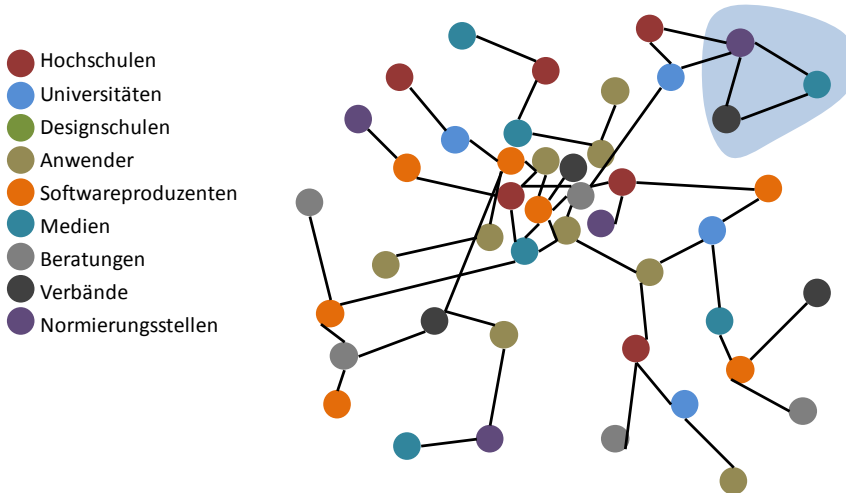 Hochschulen
Universitäten
Designschulen
Anwender
Softwareproduzenten
Medien
Beratungen
Verbände
Normierungsstellen